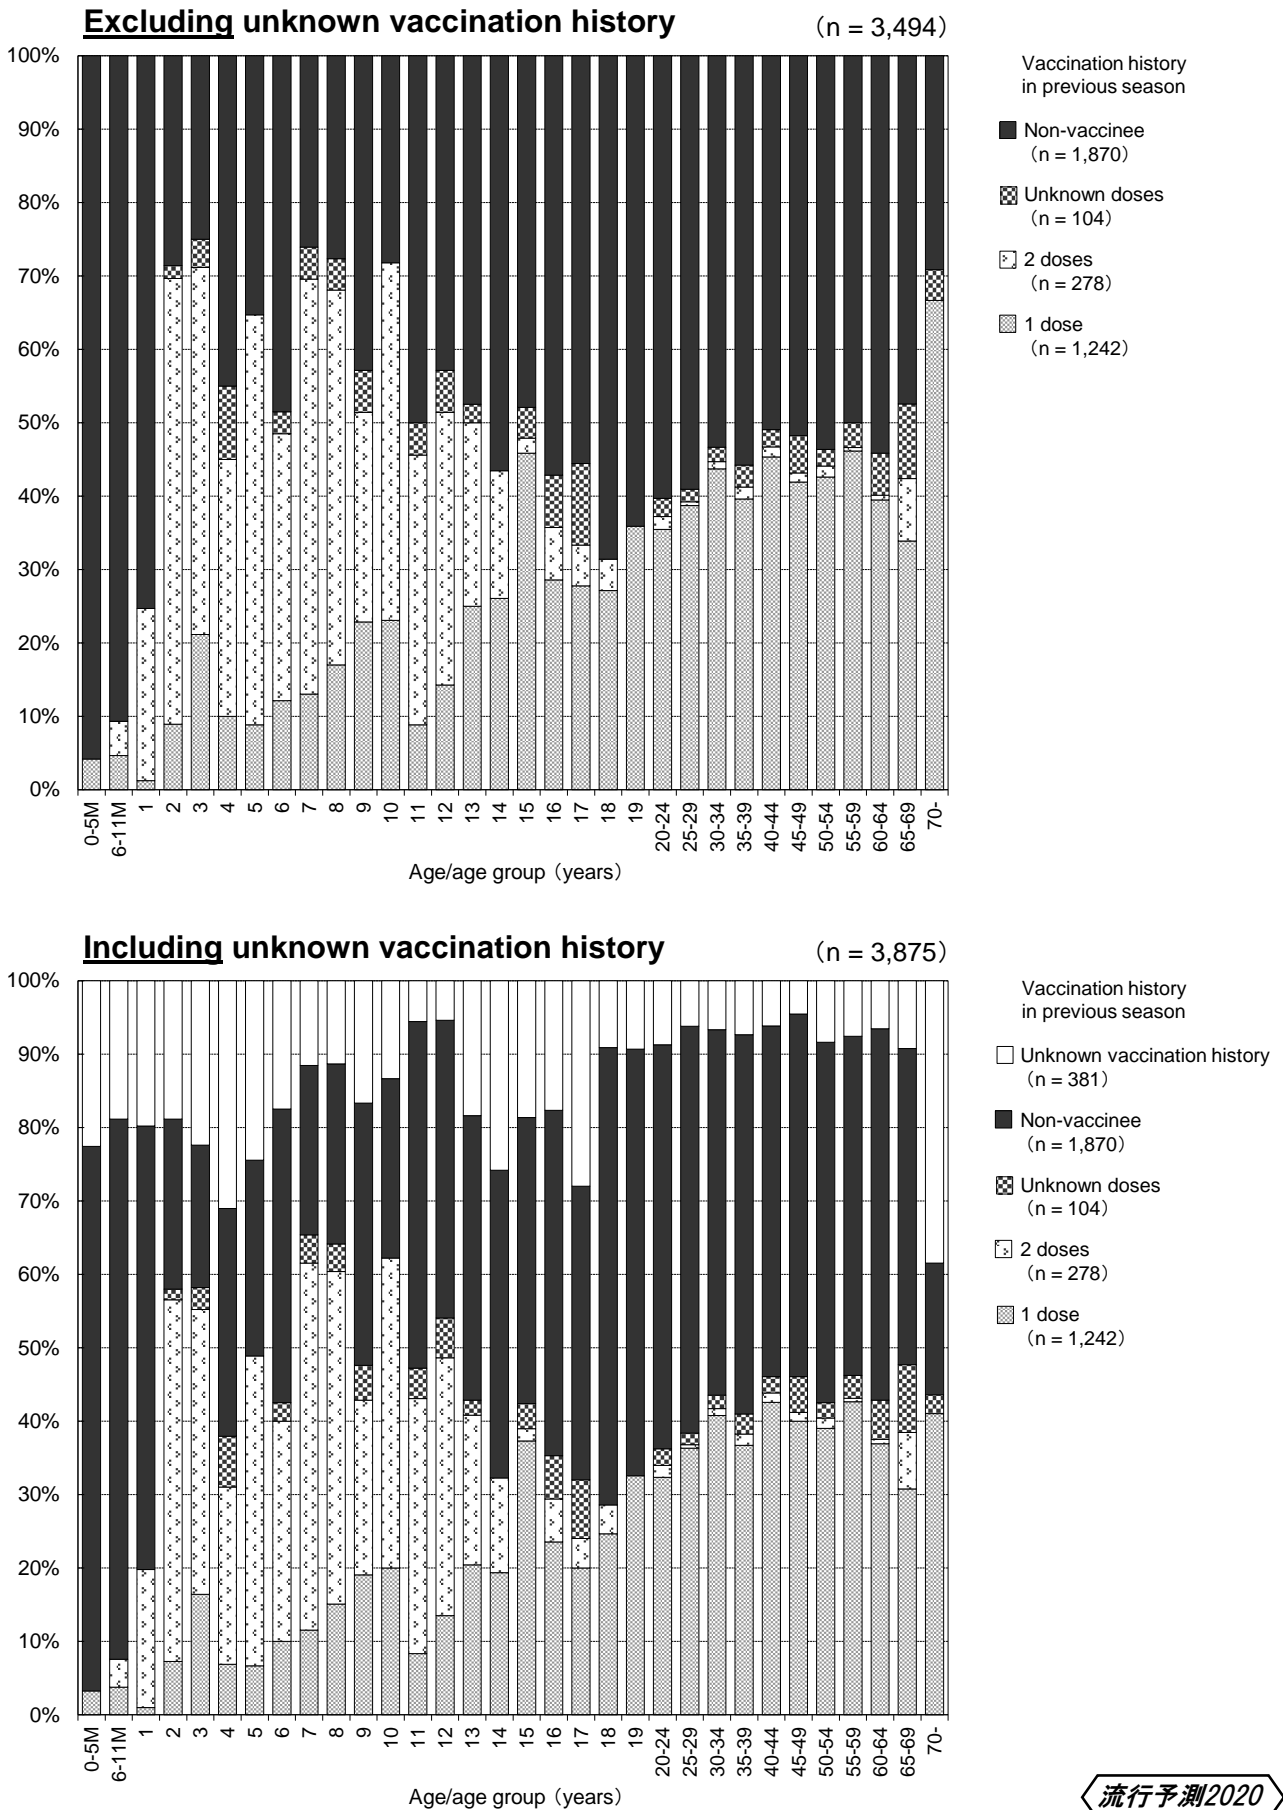 Excluding unknown vaccination history
（n = 3,494）
100%
90%
80%
70%
60%
50%
40%
30%
20%
10%
0%
0-5M
6-11M
1
2
3
4
5
6
7
8
9
10
11
12
13
14
15
16
17
18
19
20-24
25-29
30-34
35-39
40-44
45-49
50-54
55-59
60-64
65-69
70-
Age/age group（years）
Vaccination history
in previous season
Non-vaccinee
（n = 1,870）
Unknown doses
（n = 104）
2 doses
（n = 278）
1 dose
（n = 1,242）
Including unknown vaccination history
（n = 3,875）
100%
90%
80%
70%
60%
50%
40%
30%
20%
10%
0%
0-5M
6-11M
1
2
3
4
5
6
7
8
9
10
11
12
13
14
15
16
17
18
19
20-24
25-29
30-34
35-39
40-44
45-49
50-54
55-59
60-64
65-69
70-
Age/age group（years）
Vaccination history
in previous season
Unknown vaccination history
（n = 381）
Non-vaccinee
（n = 1,870）
Unknown doses
（n = 104）
2 doses
（n = 278）
1 dose
（n = 1,242）
流行予測2020